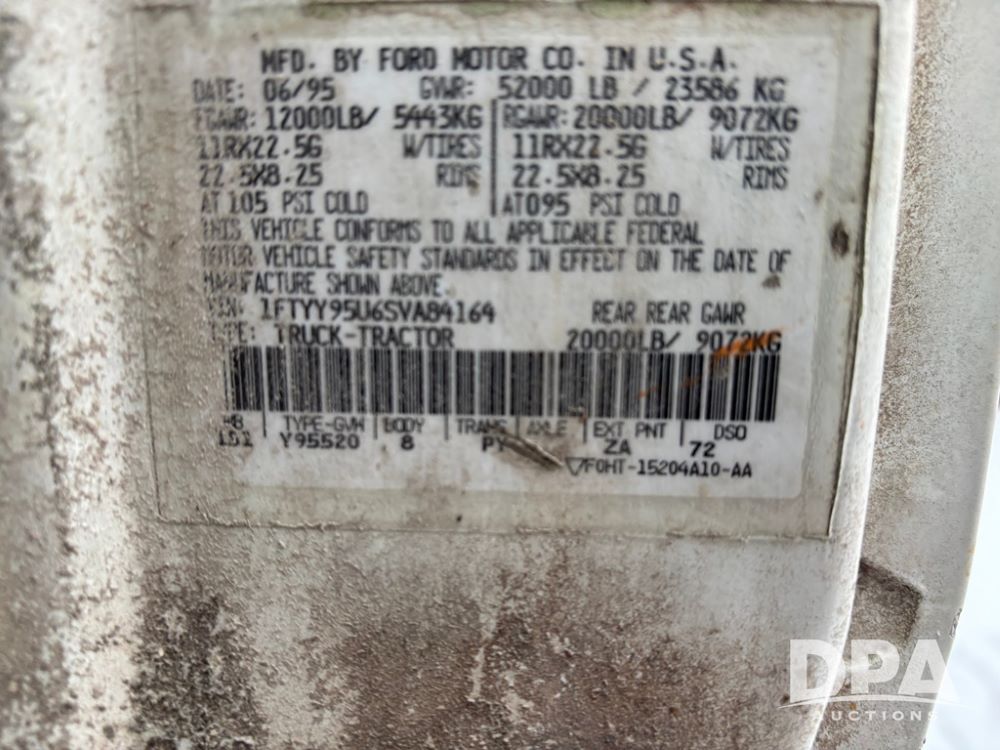 MFD. BY FORD MOTOR CO. IN U.S.A.
DATE: 06/95 GVWR: 52000 LB / 23586 KG
FGAWR: 12000LB/ 5443KG RGAWR: 20000LB/ 9072KG
11RX22.5G W/TIRES 11RX22.5G W/TIRES
22.5X8.25 RIMS 22.5X8.25 RIMS
AT 105 PSI COLD AT 095 PSI COLD
THIS VEHICLE CONFORMS TO ALL APPLICABLE FEDERAL
MOTOR VEHICLE SAFETY STANDARDS IN EFFECT ON THE DATE OF
MANUFACTURE SHOWN ABOVE.
VIN: 1FTYY95U6SVA84164 REAR REAR GAWR
TYPE: TRUCK-TRACTOR 20000LB/ 9072KG
WB TYPE-GVW BODY TRANS AXLE EXT PNT DSO
151 Y95520 8 ZA 72
F0HT-15204A10-AA
DPA
AUCTIONS